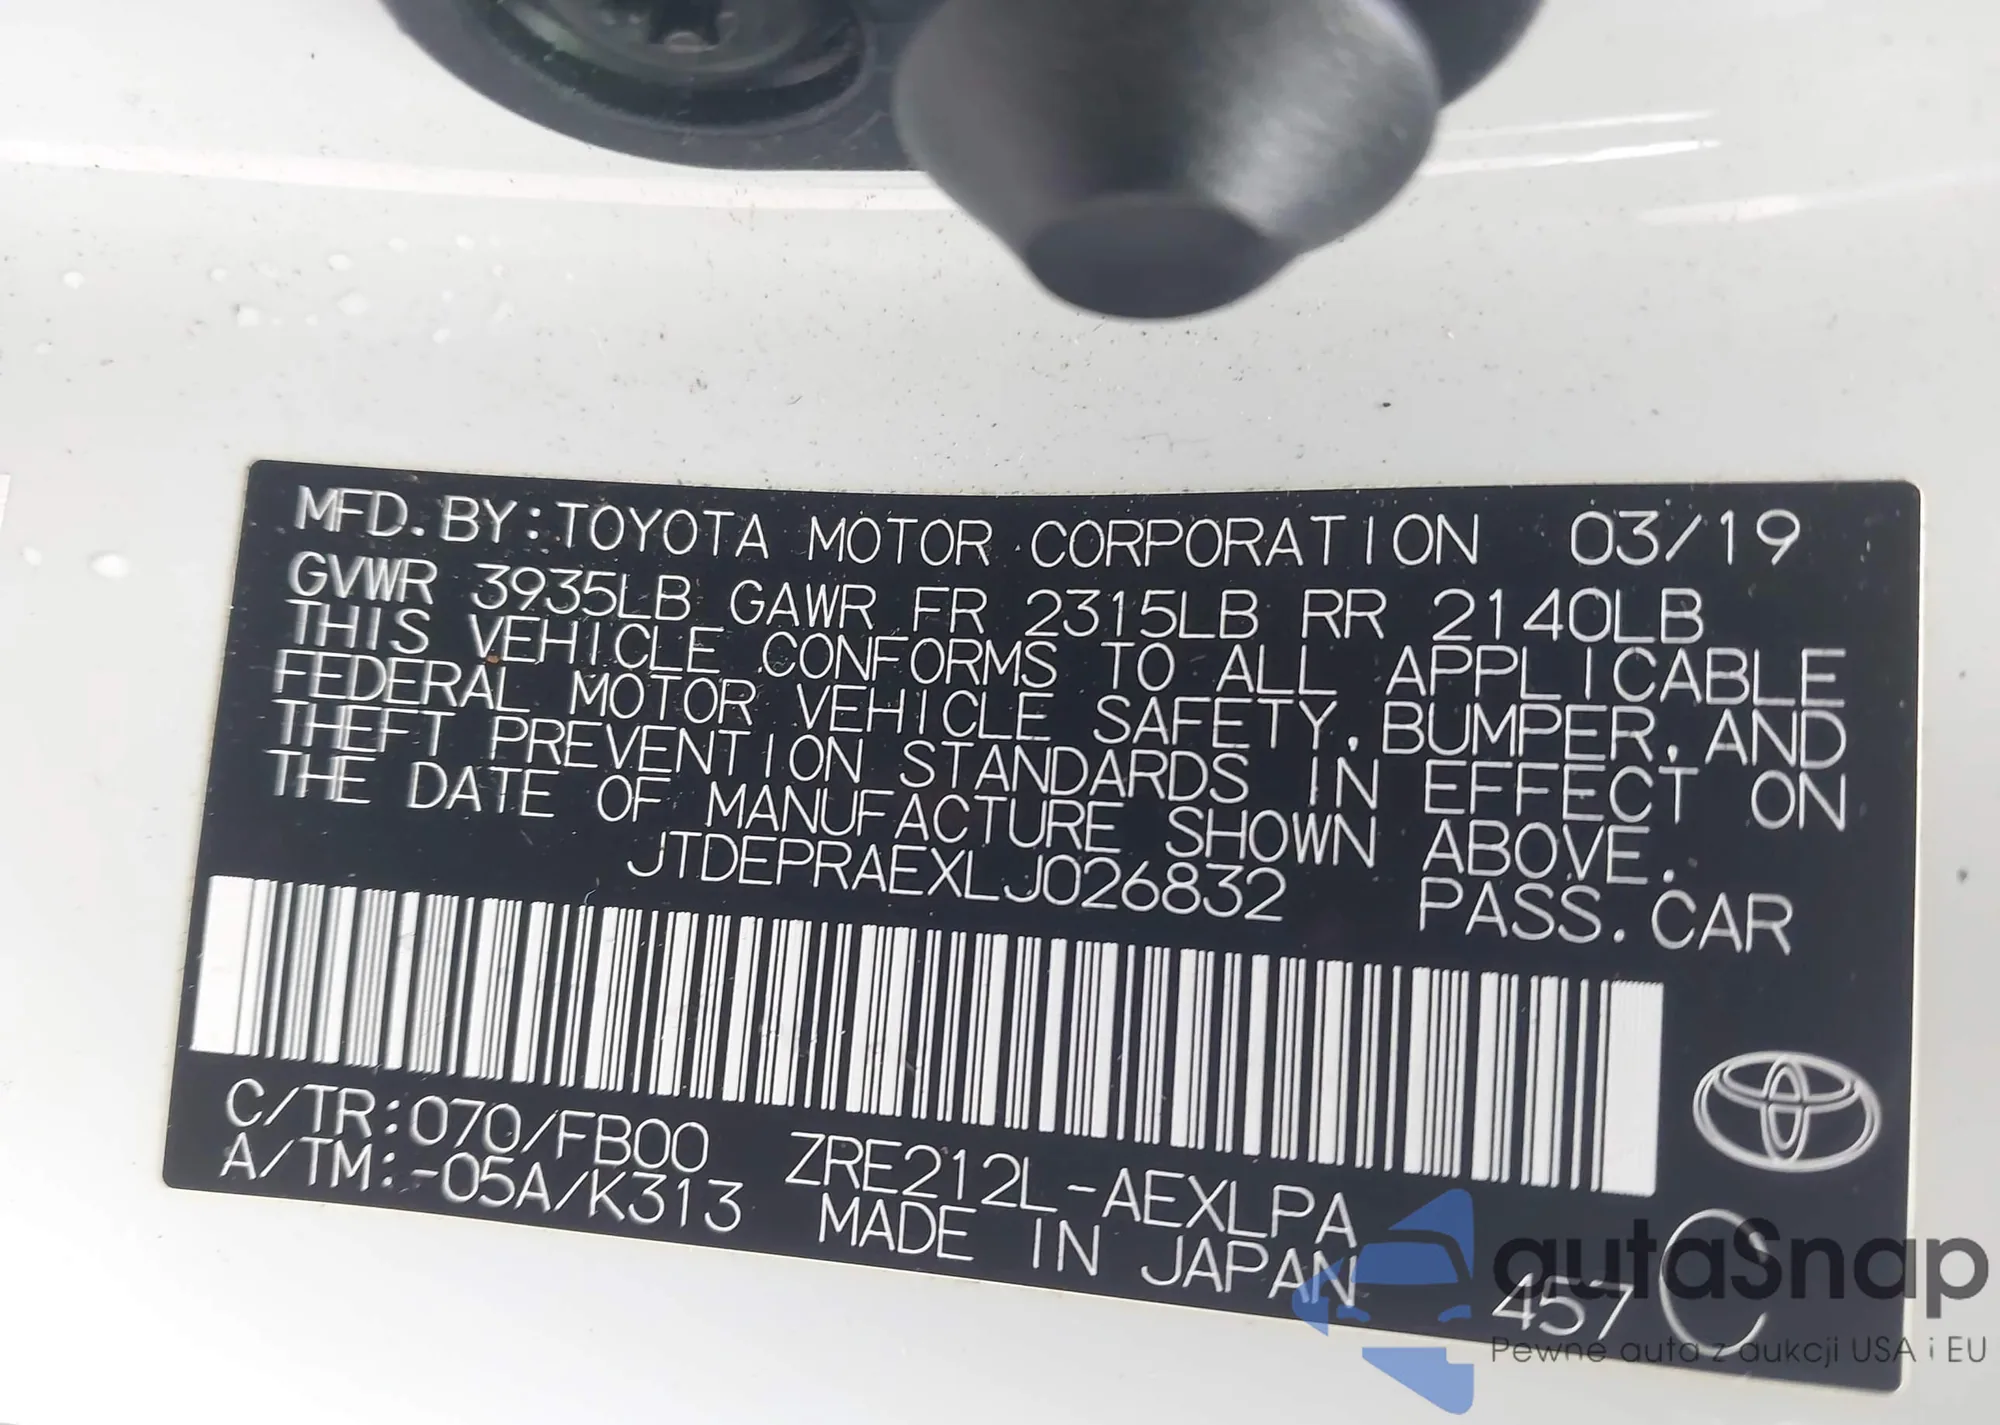 MFD. BY: TOYOTA MOTOR CORPORATION 03/19
GVWR 3935LB GAWR FR 2315LB RR 2140LB
THIS VEHICLE CONFORMS TO ALL APPLICABLE
FEDERAL MOTOR VEHICLE SAFETY, BUMPER, AND
THEFT PREVENTION STANDARDS IN EFFECT ON
THE DATE OF MANUFACTURE SHOWN ABOVE.
JTDEPRAEXLJ026832 PASS. CAR
C/TR: 070/FB00 ZRE212L-AEXLPA
A/TM: -05A/K313 MADE IN JAPAN 457 C
autaSnap
Pewne auta z aukcji USA i EU